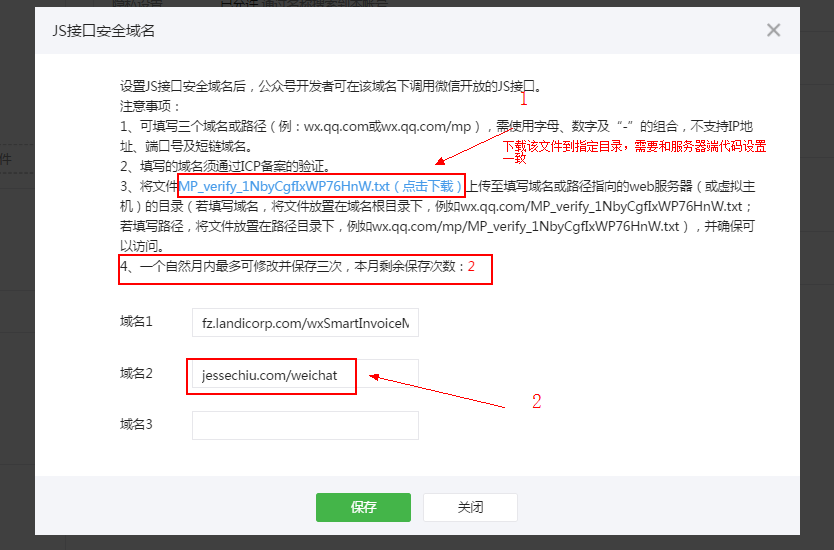 JS接口安全域名
设置JS接口安全域名后，公众号开发者可在该域名下调用微信开放的JS接口。
注意事项：
1
1、可填写三个域名或路径（例：wx.qq.com或wx.qq.com/mp），需使用字母、数字及“-”的组合，不支持IP地
址、端口号及短链域名。
下载该文件到指定目录，需要和服务器端代码设置
一致
2、填写的域名须通过ICP备案的验证。
3、将文件MP_verify_1NbyCgfIxWP76HnW.txt（点击下载）上传至填写域名或路径指向的web服务器（或虚拟主
机）的目录（若填写域名，将文件放置在域名根目录下，例如wx.qq.com/MP_verify_1NbyCgfIxWP76HnW.txt；
若填写路径，将文件放置在路径目录下，例如wx.qq.com/mp/MP_verify_1NbyCgfIxWP76HnW.txt），并确保可
以访问。
4、一个自然月内最多可修改并保存三次，本月剩余保存次数：2
域名1 fz.landicorp.com/wxSmartInvoiceM
域名2 jessechiu.com/weichat
2
域名3
保存 关闭
件